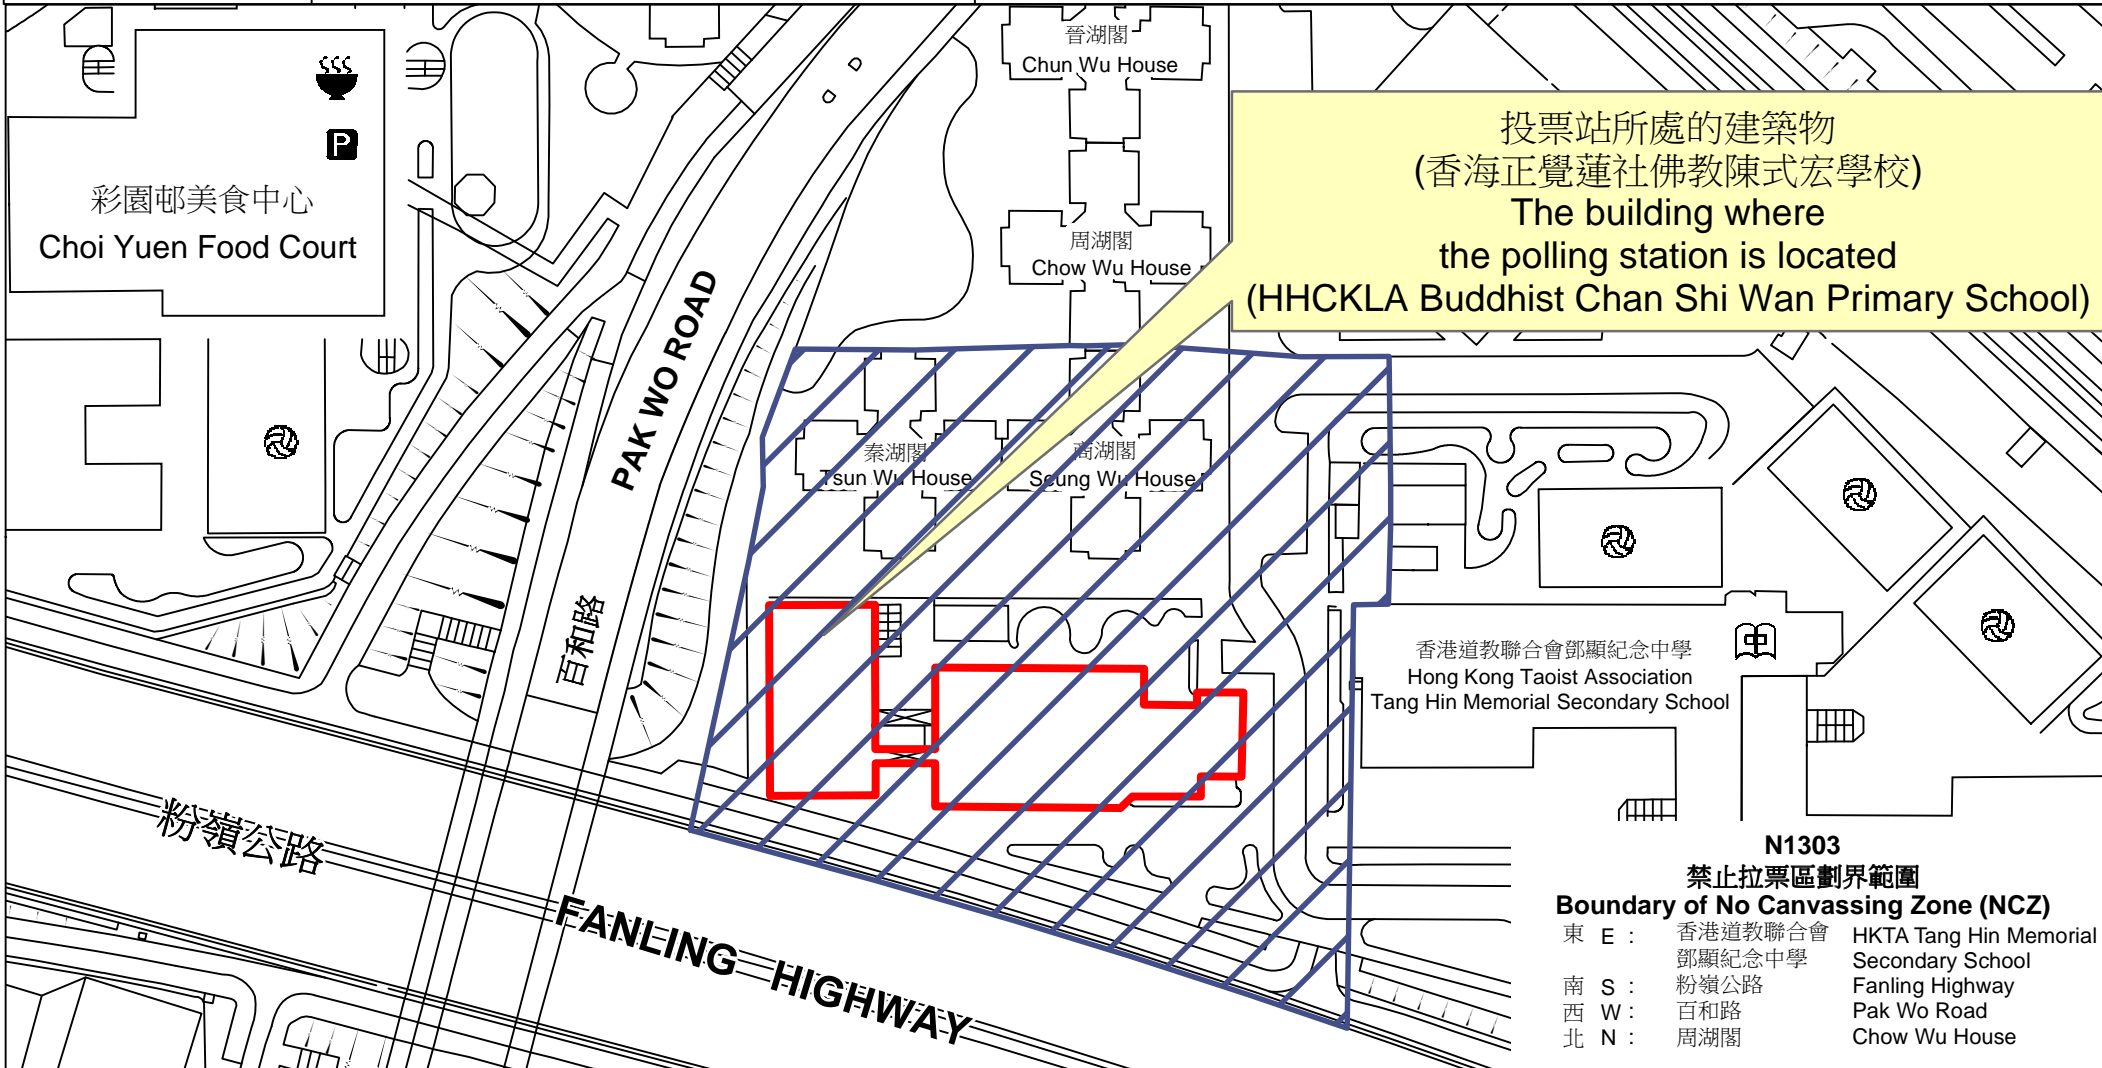 晉湖閣
Chun Wu House
投票站所處的建築物
(香海正覺蓮社佛教陳式宏學校)
The building where
the polling station is located
(HHCKLA Buddhist Chan Shi Wan Primary School)
P
彩園邨美食中心
Choi Yuen Food Court
周湖閣
Chow Wu House
PAK WO ROAD
百和路
秦湖閣
Tsun Wu House
商湖閣
Seung Wu House
香港道教聯合會鄧顯紀念中學
Hong Kong Taoist Association
Tang Hin Memorial Secondary School
中
粉嶺公路
FANLING HIGHWAY
N1303
禁止拉票區劃界範圍
Boundary of No Canvassing Zone (NCZ)
東 E : 香港道教聯合會 HKTA Tang Hin Memorial
鄧顯紀念中學 Secondary School
南 S : 粉嶺公路 Fanling Highway
西 W : 百和路 Pak Wo Road
北 N : 周湖閣 Chow Wu House